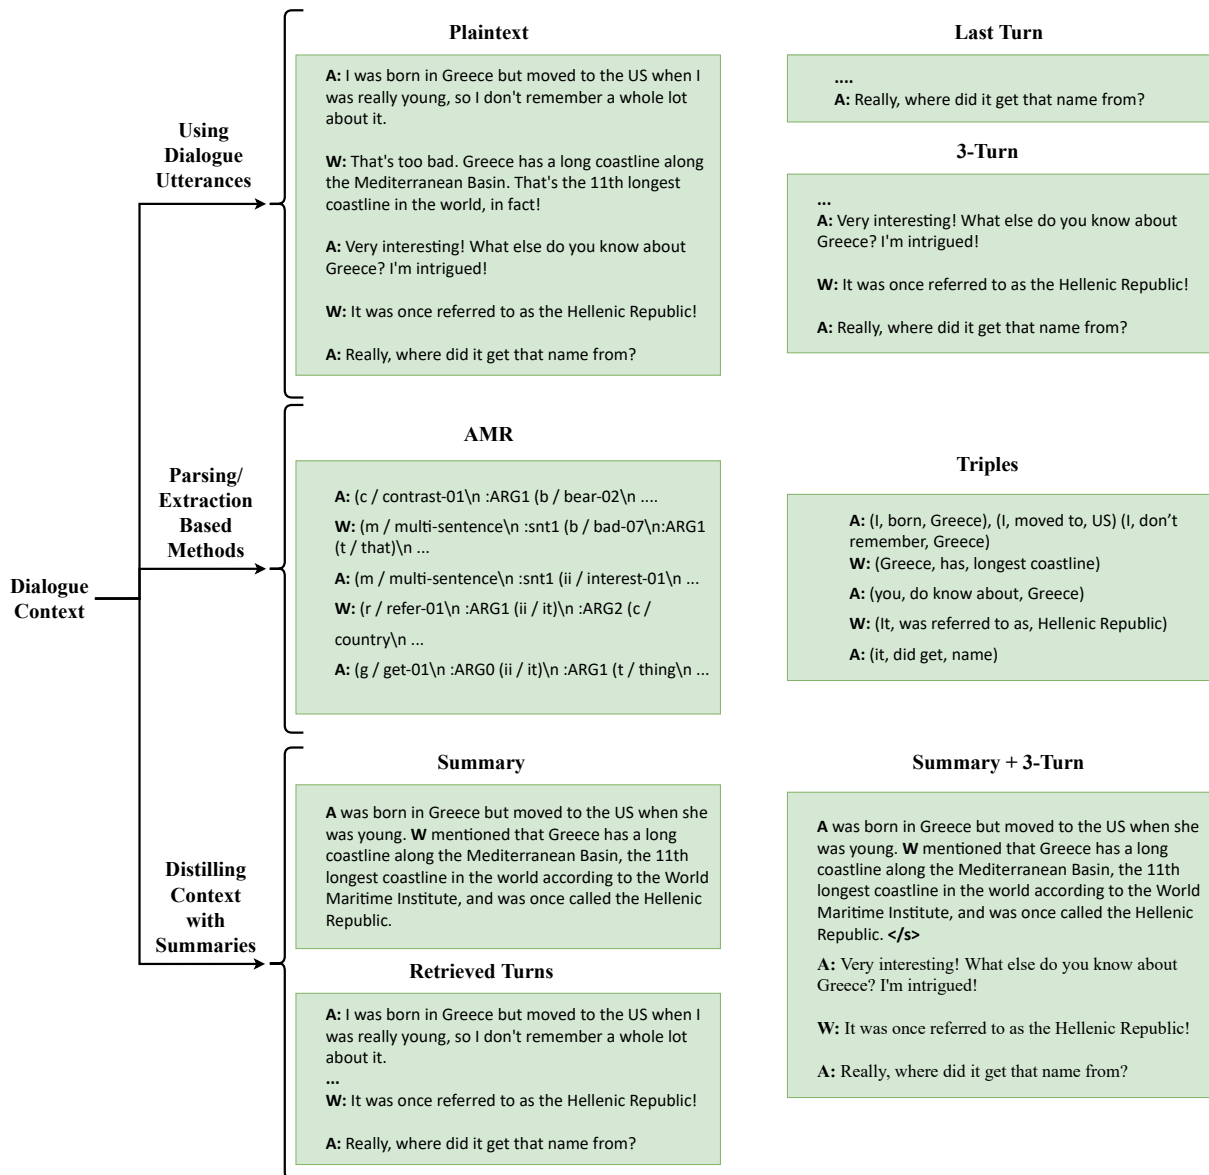 Dialogue
Context
Using
Dialogue
Utterances
Plaintext
A: I was born in Greece but moved to the US when I
was really young, so I don't remember a whole lot
about it.
W: That's too bad. Greece has a long coastline along
the Mediterranean Basin. That's the 11th longest
coastline in the world, in fact!
A: Very interesting! What else do you know about
Greece? I'm intrigued!
W: It was once referred to as the Hellenic Republic!
A: Really, where did it get that name from?
Last Turn
....
A: Really, where did it get that name from?
3-Turn
...
A: Very interesting! What else do you know about
Greece? I'm intrigued!
W: It was once referred to as the Hellenic Republic!
A: Really, where did it get that name from?
Parsing/
Extraction
Based
Methods
AMR
A: (c / contrast-01\n :ARG1 (b / bear-02\n ....
W: (m / multi-sentence\n :snt1 (b / bad-07\n:ARG1
(t / that)\n ...
A: (m / multi-sentence\n :snt1 (ii / interest-01\n ...
W: (r / refer-01\n :ARG1 (ii / it)\n :ARG2 (c /
country\n ...
A: (g / get-01\n :ARG0 (ii / it)\n :ARG1 (t / thing\n ...
Triples
A: (I, born, Greece), (I, moved to, US) (I, don’t
remember, Greece)
W: (Greece, has, longest coastline)
A: (you, do know about, Greece)
W: (It, was referred to as, Hellenic Republic)
A: (it, did get, name)
Distilling
Context
with
Summaries
Summary
A was born in Greece but moved to the US when she
was young. W mentioned that Greece has a long
coastline along the Mediterranean Basin, the 11th
longest coastline in the world according to the World
Maritime Institute, and was once called the Hellenic
Republic.
Retrieved Turns
A: I was born in Greece but moved to the US when I
was really young, so I don't remember a whole lot
about it.
...
W: It was once referred to as the Hellenic Republic!
A: Really, where did it get that name from?
Summary + 3-Turn
A was born in Greece but moved to the US when she
was young. W mentioned that Greece has a long
coastline along the Mediterranean Basin, the 11th
longest coastline in the world according to the World
Maritime Institute, and was once called the Hellenic
Republic. </s>
A: Very interesting! What else do you know about
Greece? I'm intrigued!
W: It was once referred to as the Hellenic Republic!
A: Really, where did it get that name from?